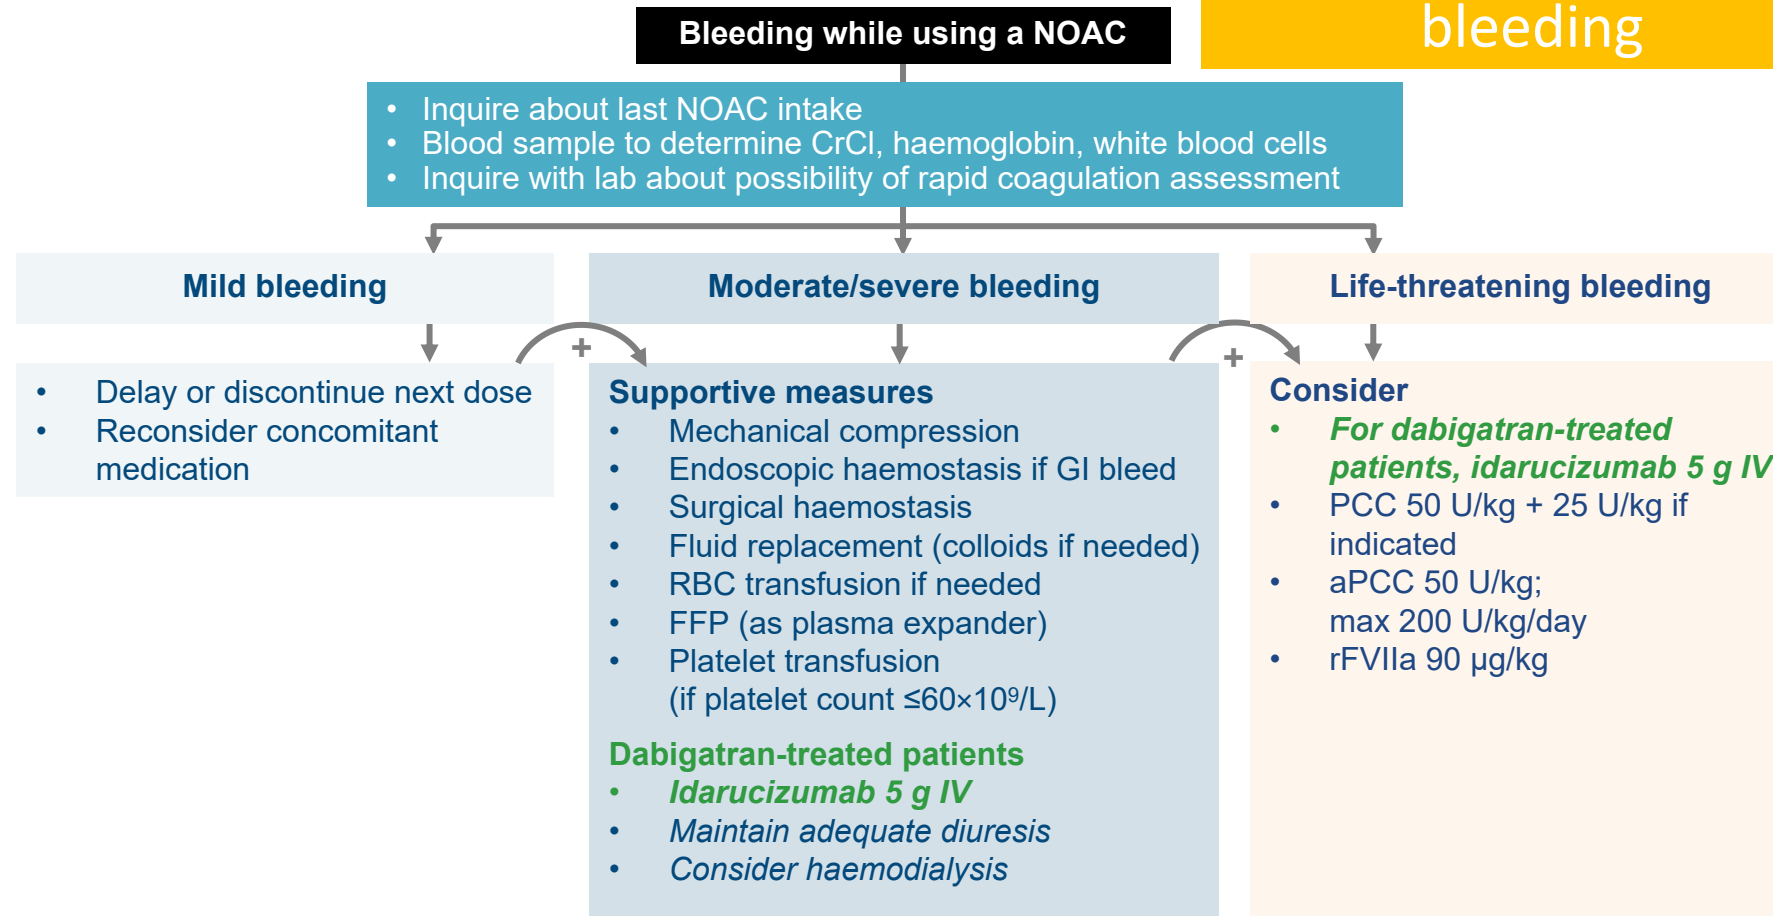 bleeding
Bleeding while using a NOAC
• Inquire about last NOAC intake
• Blood sample to determine CrCl, haemoglobin, white blood cells
• Inquire with lab about possibility of rapid coagulation assessment
Mild bleeding
• Delay or discontinue next dose
• Reconsider concomitant
medication
+
Moderate/severe bleeding
Supportive measures
• Mechanical compression
• Endoscopic haemostasis if GI bleed
• Surgical haemostasis
• Fluid replacement (colloids if needed)
• RBC transfusion if needed
• FFP (as plasma expander)
• Platelet transfusion
(if platelet count ≤60×10⁹/L)
Dabigatran-treated patients
• Idarucizumab 5 g IV
• Maintain adequate diuresis
• Consider haemodialysis
+
Life-threatening bleeding
Consider
• For dabigatran-treated
patients, idarucizumab 5 g IV
• PCC 50 U/kg + 25 U/kg if
indicated
• aPCC 50 U/kg;
max 200 U/kg/day
• rFVIIa 90 μg/kg